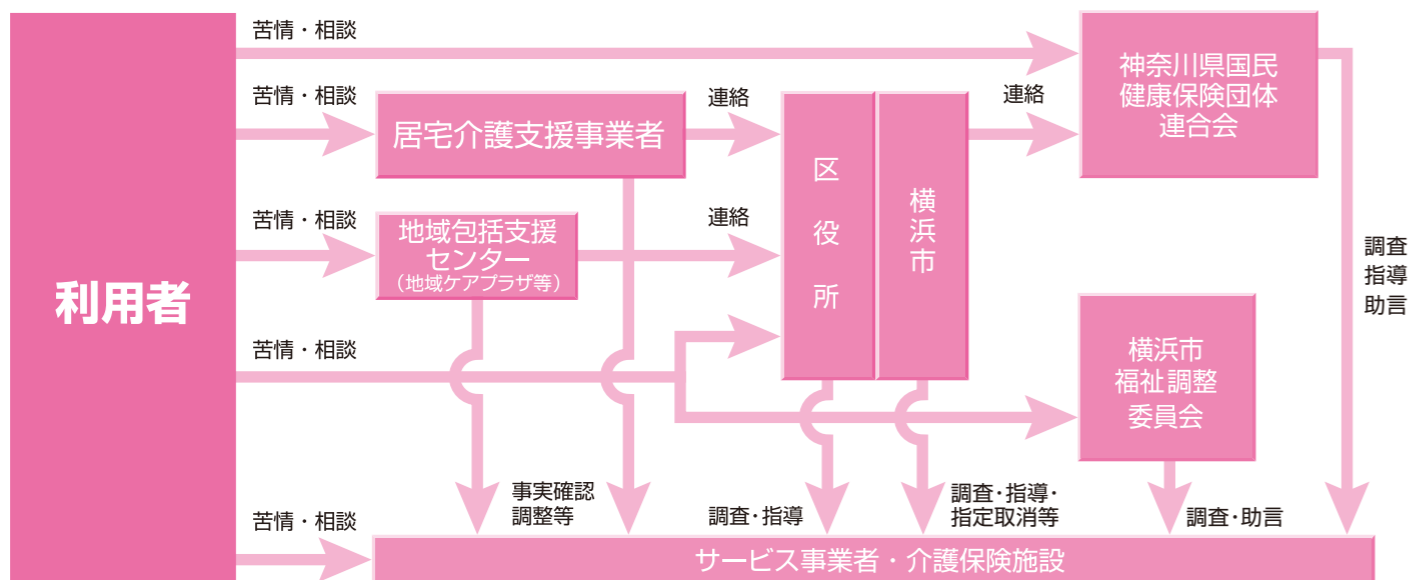 利用者
苦情・相談
神奈川県国民
健康保険団体
連合会
苦情・相談
居宅介護支援事業者
連絡
区役所
横浜市
連絡
苦情・相談
地域包括支援
センター
（地域ケアプラザ等）
連絡
調査
指導
助言
苦情・相談
横浜市
福祉調整
委員会
苦情・相談
事実確認
調整等
調査・指導
調査・指導・
指定取消等
調査・助言
サービス事業者・介護保険施設